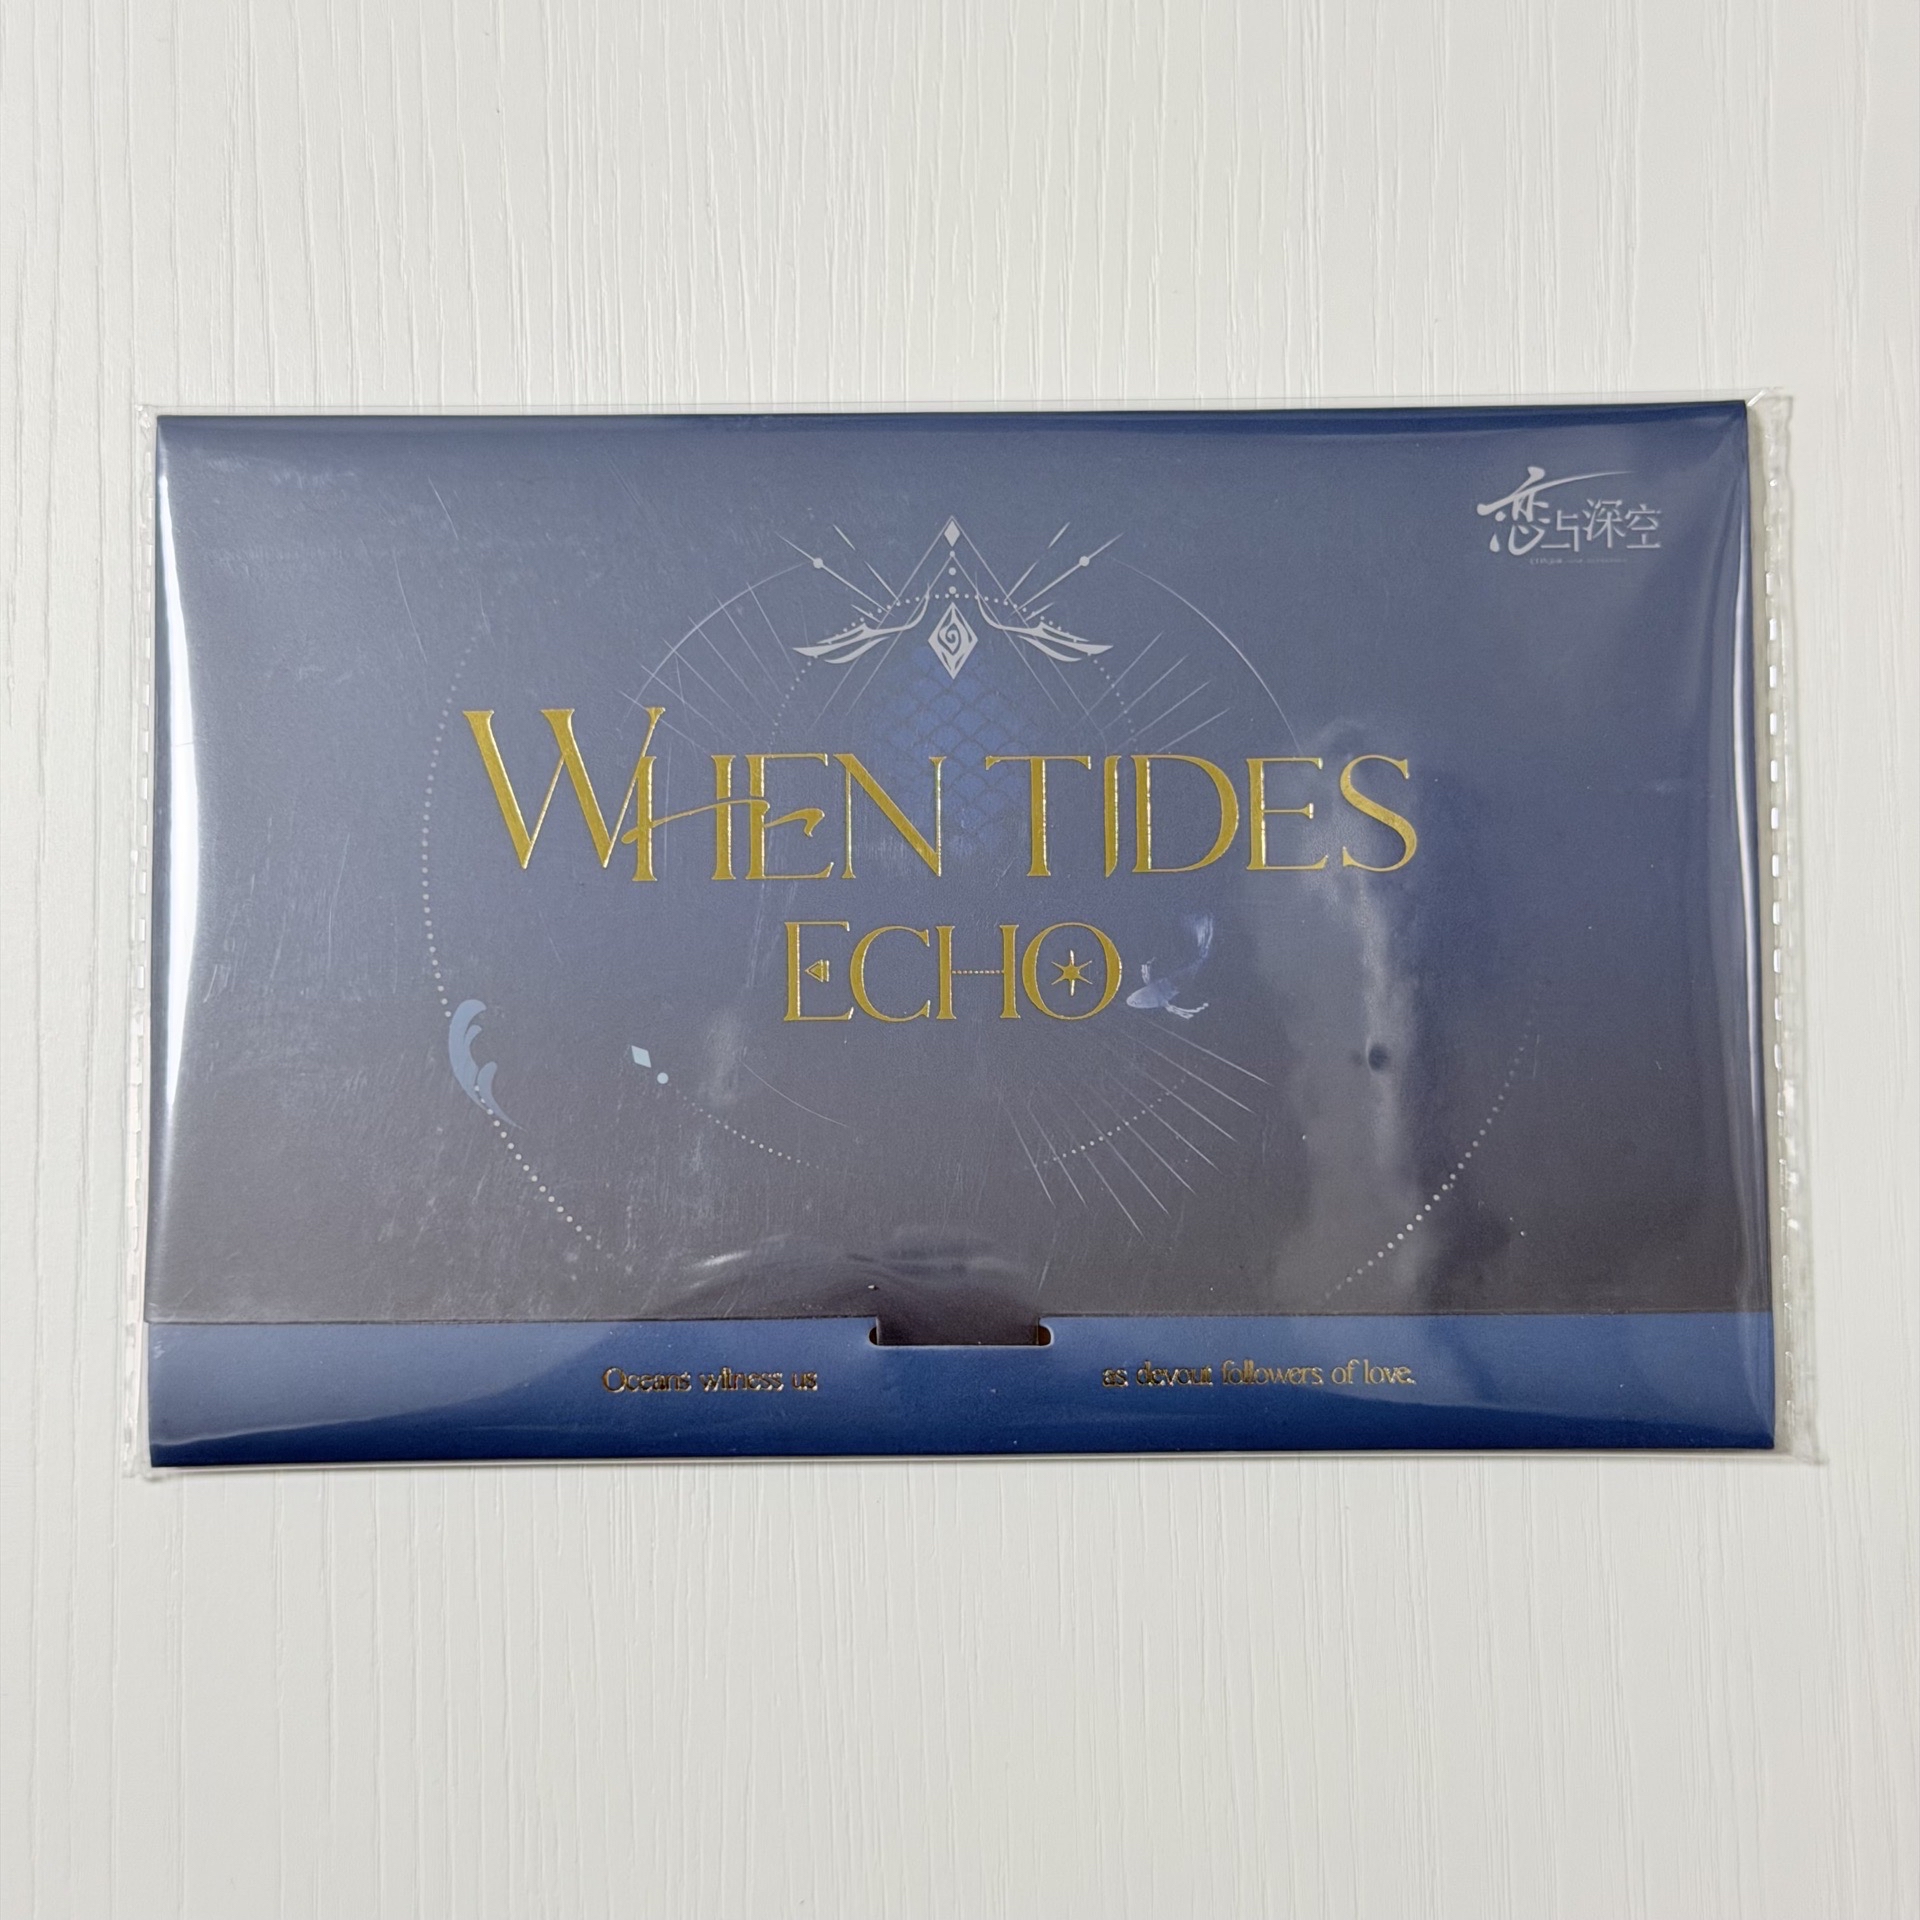 恋与深空
WHEN TIDES
ECHO
Oceans witness us as devout followers of love.